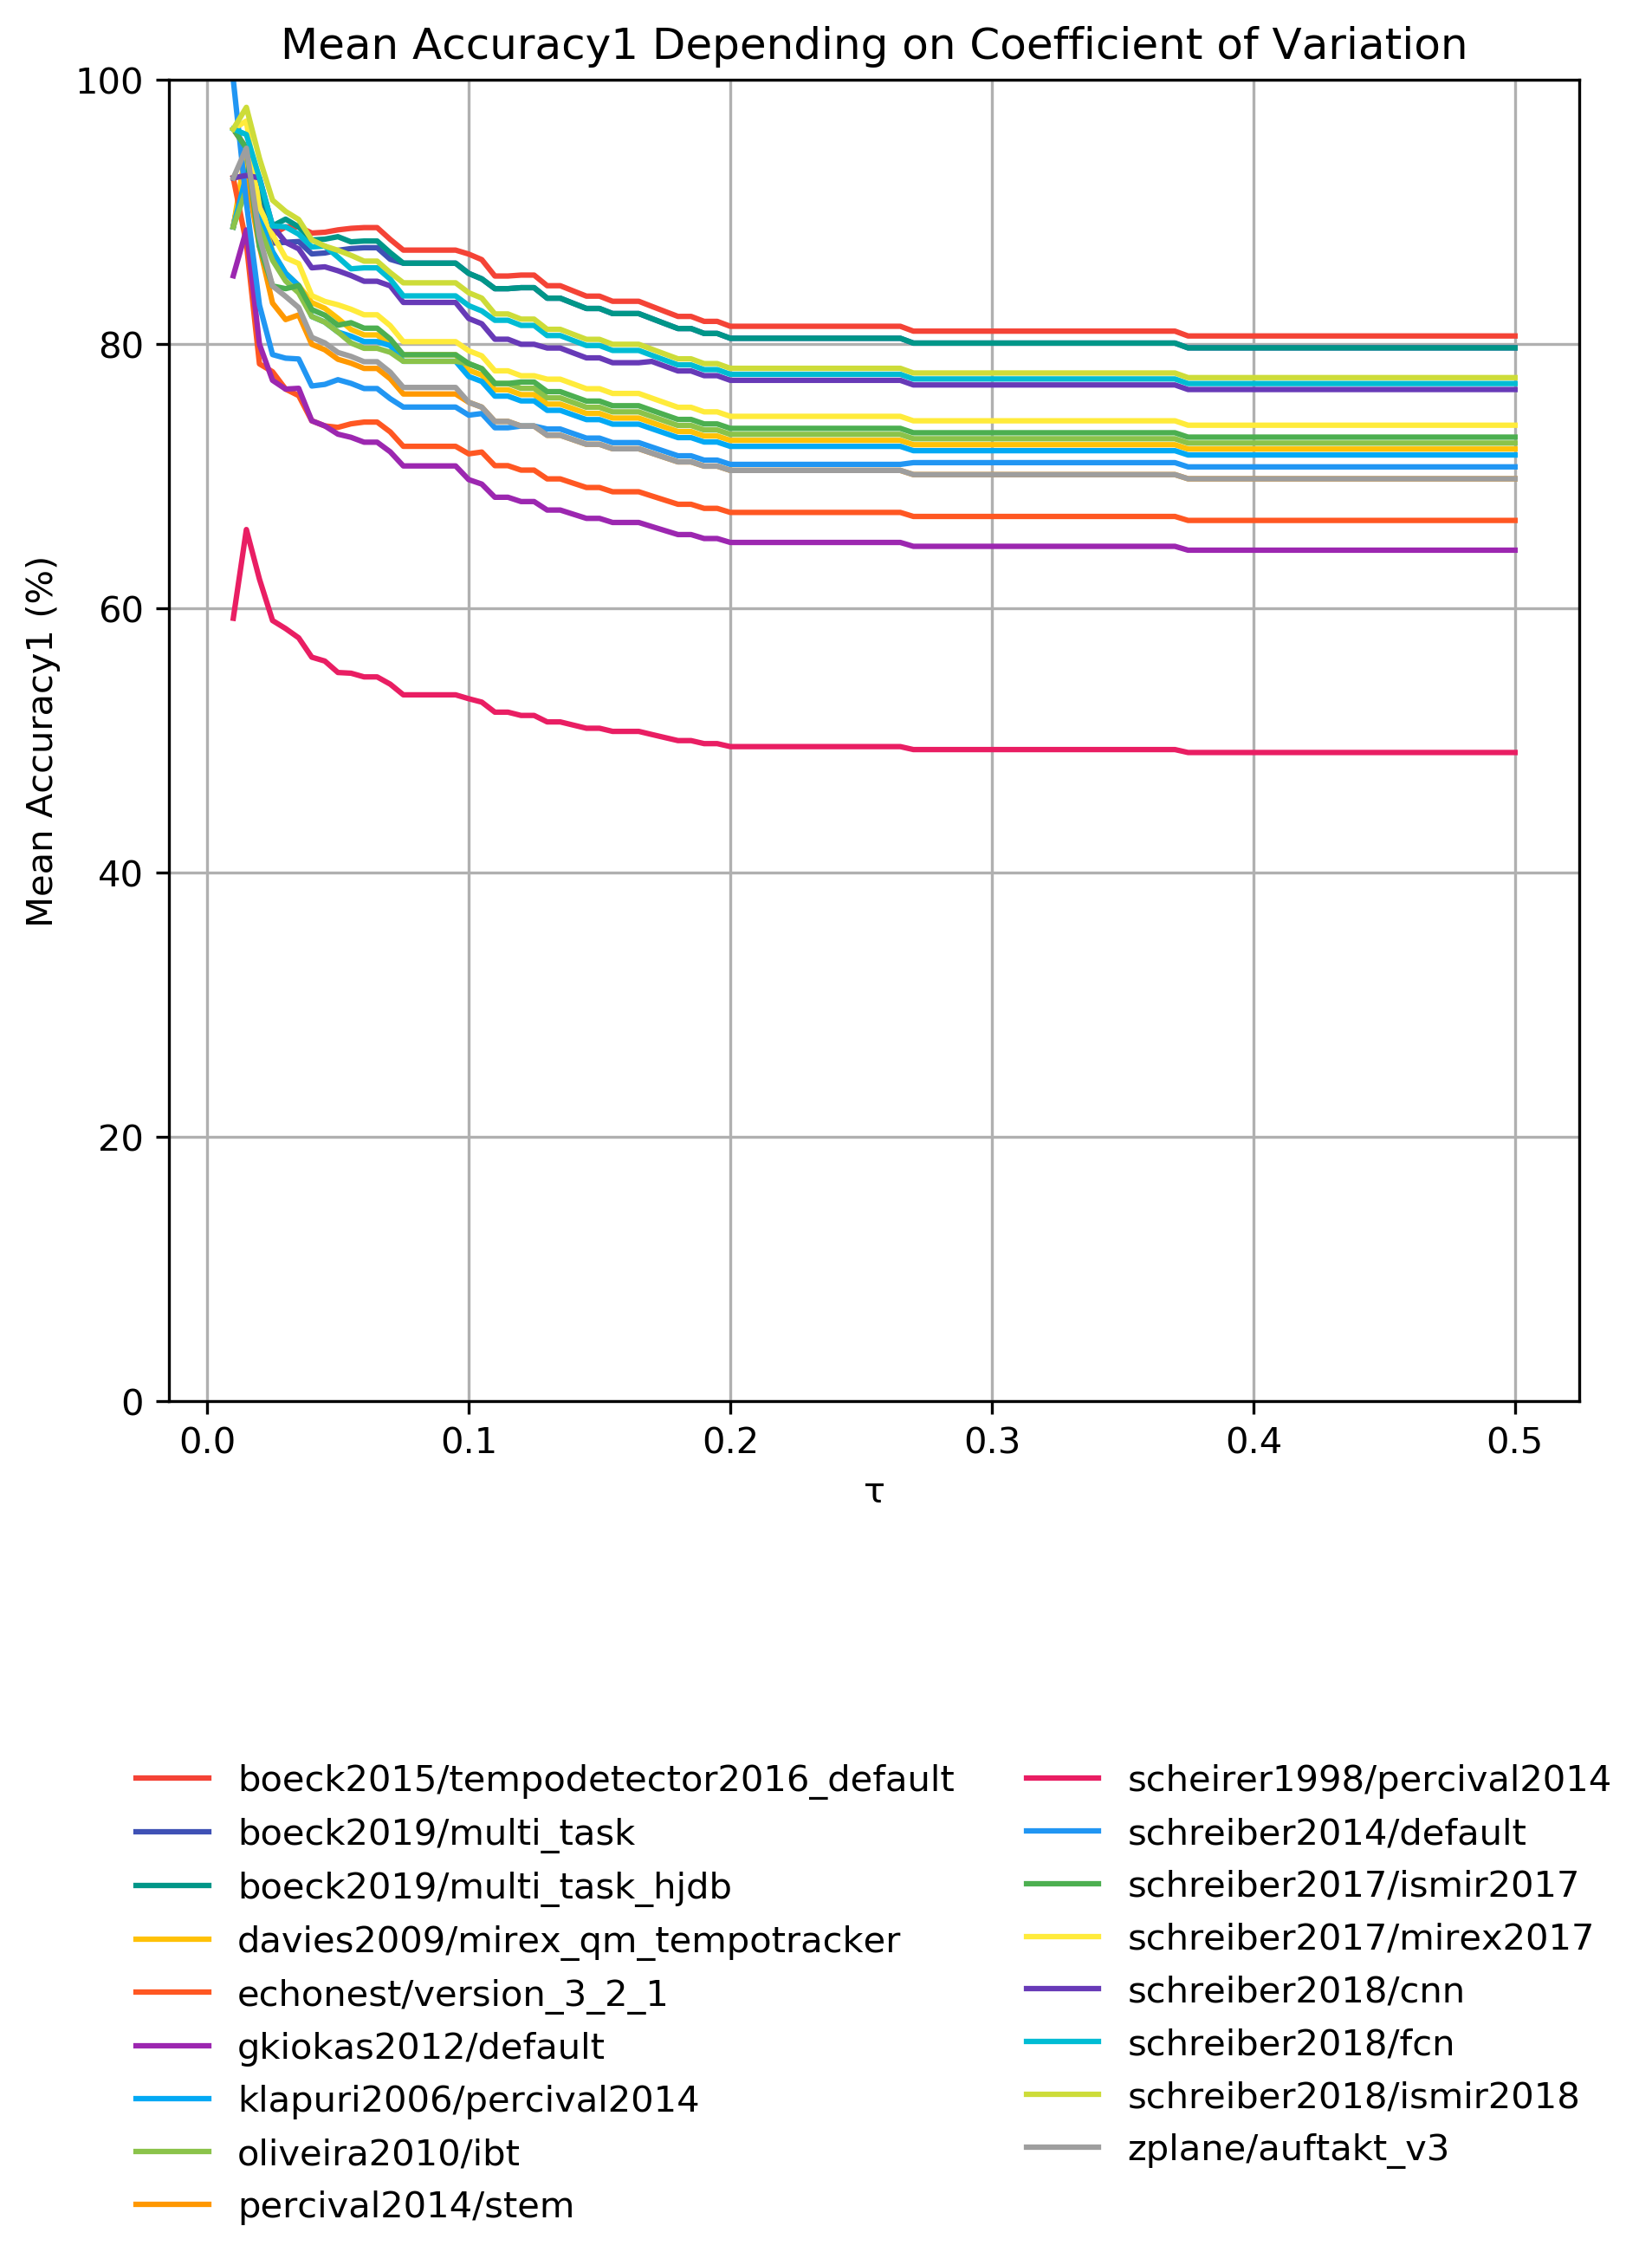 Mean Accuracy1 Depending on Coefficient of Variation
Mean Accuracy1 (%)
100
80
60
40
20
0
0.0 0.1 0.2 0.3 0.4 0.5
τ
boeck2015/tempodetector2016_default
boeck2019/multi_task
boeck2019/multi_task_hjdb
davies2009/mirex_qm_tempotracker
echonest/version_3_2_1
gkiokas2012/default
klapuri2006/percival2014
oliveira2010/ibt
percival2014/stem
scheirer1998/percival2014
schreiber2014/default
schreiber2017/ismir2017
schreiber2017/mirex2017
schreiber2018/cnn
schreiber2018/fcn
schreiber2018/ismir2018
zplane/auftakt_v3